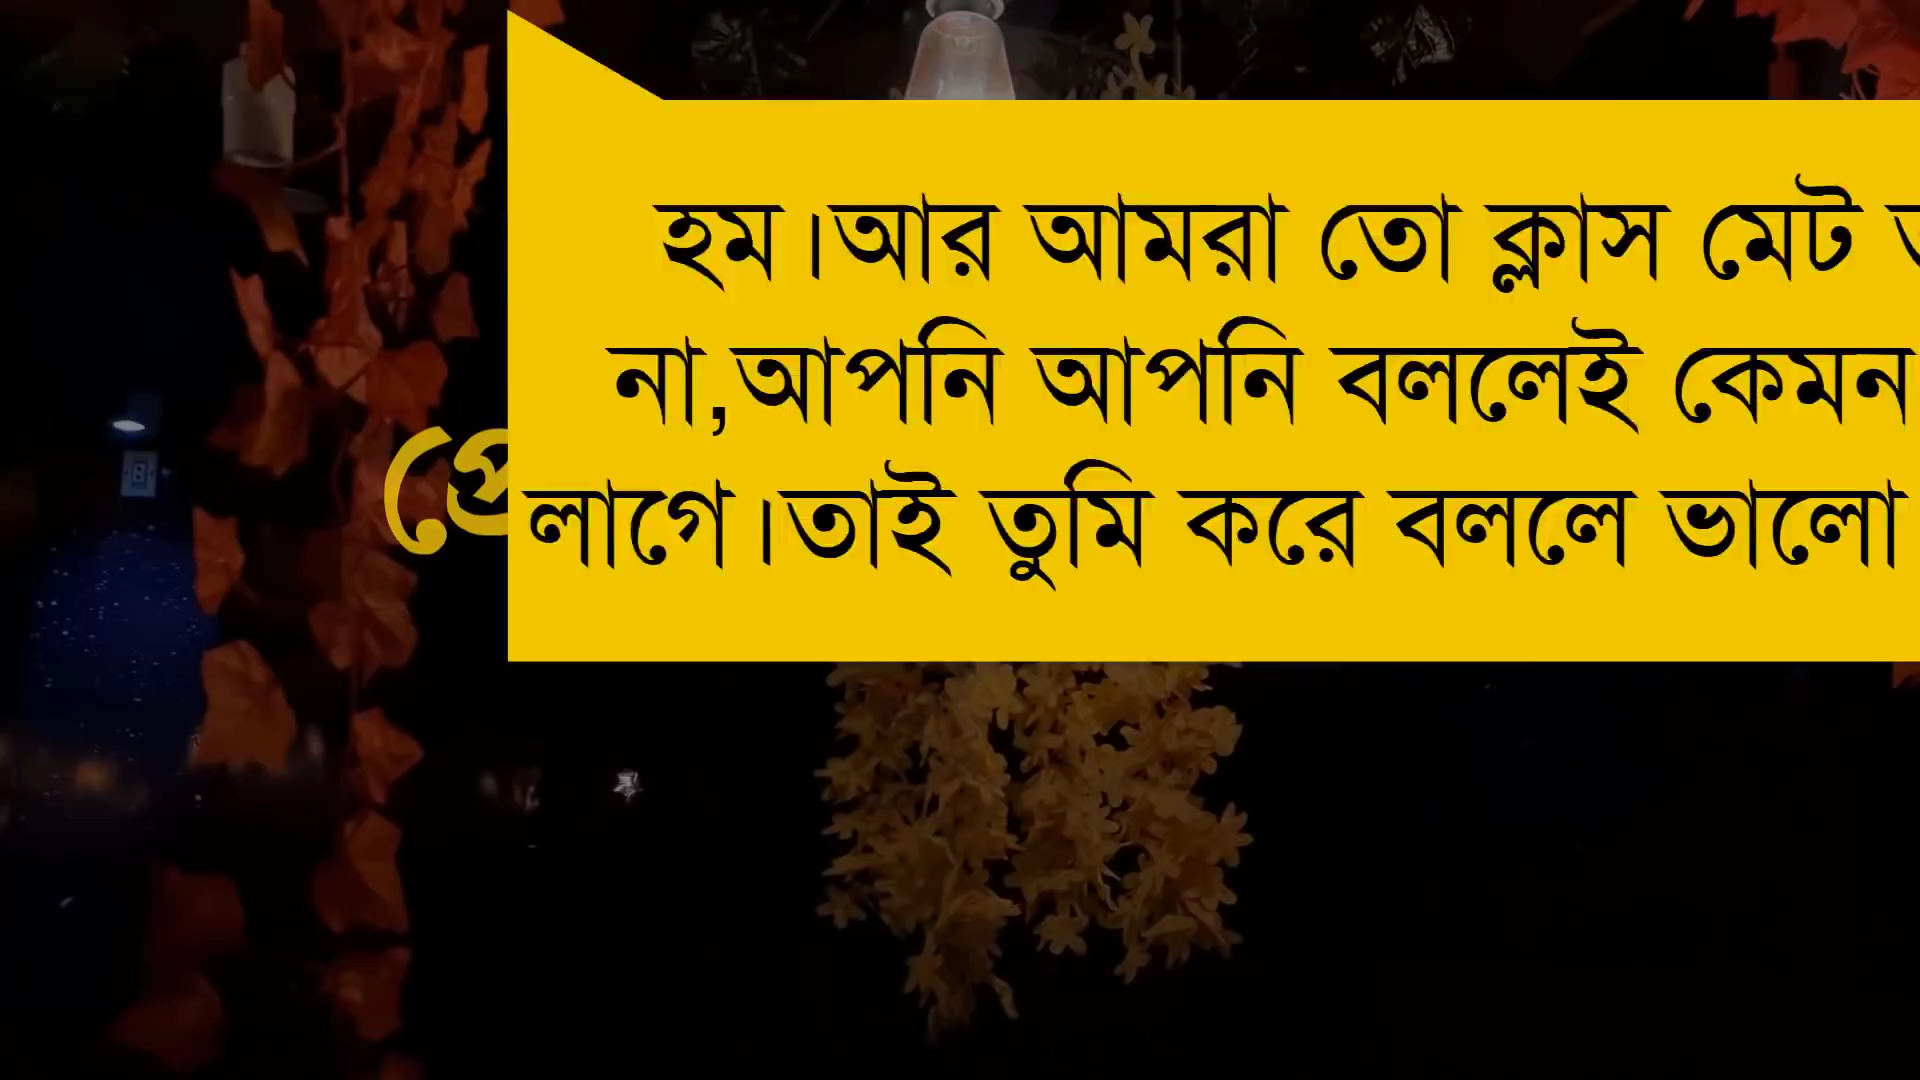 হম।আর আমরা তো ক্লাস মেট
না,আপনি আপনি বললেই কেমন
লাগে।তাই তুমি করে বললে ভালো